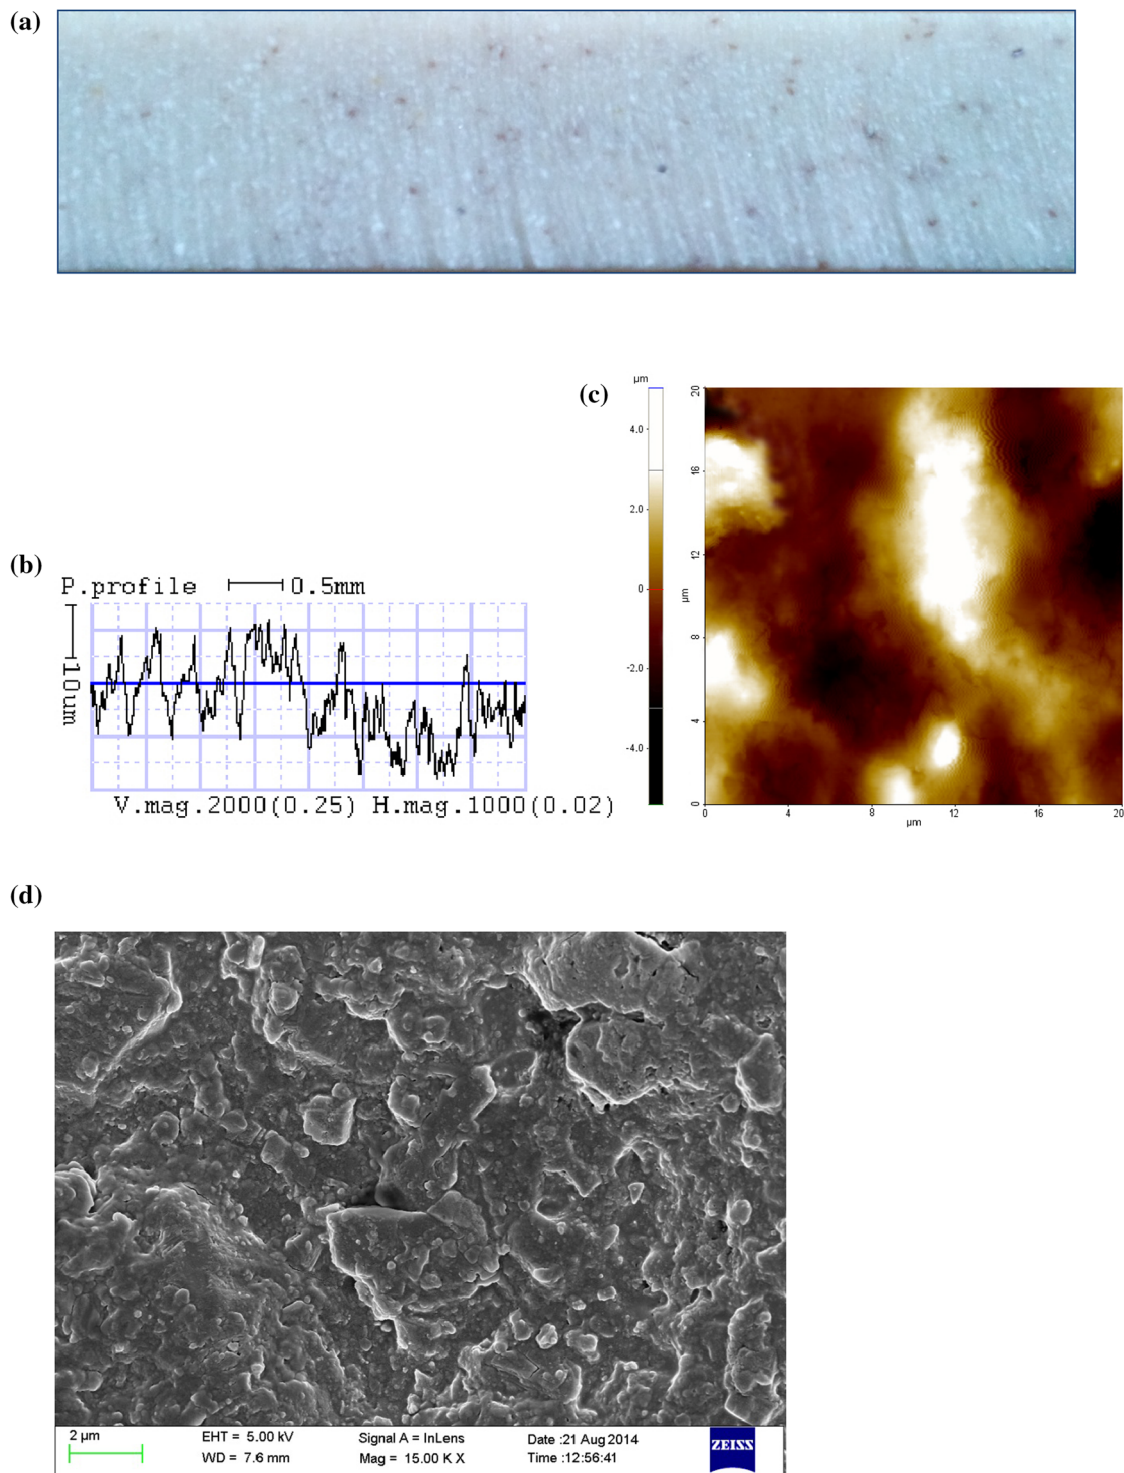 (a)
(c)
µm
4.0
2.0
0
-2.0
-4.0
20
16
12
8
4
0
µm
0
4
8
12
16
20
µm
(b)
P.profile 0.5mm
10um
V.mag.2000(0.25) H.mag.1000(0.02)
(d)
2 µm
EHT = 5.00 kV
Signal A = InLens
Date :21 Aug 2014
WD = 7.6 mm
Mag = 15.00 K X
Time :12:56:41
ZEISS